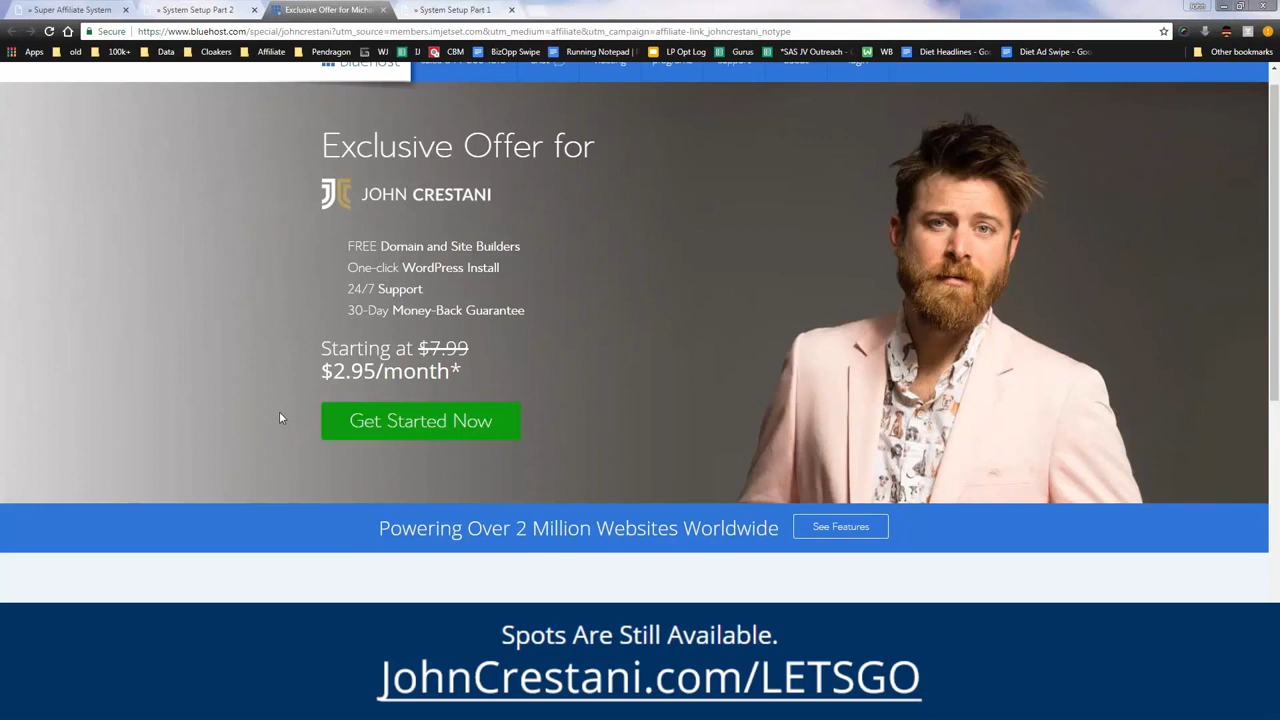 » Super Affiliate System
» System Setup Part 2
Exclusive Offer for Micha
» System Setup Part 1
John
Secure
https://www.bluehost.com/special/johncrestani?utm_source=members.imjetset.com&utm_medium=affiliate&utm_campaign=affiliate-link_johncrestani_notype
Apps old 100k+ Data Cloakers Affiliate Pendragon IJ CBM BizOpp Swipe Running Notepad LP Opt Log Gurus *SAS JV Outreach - G WB Diet Headlines - Go Diet Ad Swipe - Goo Other bookmarks
bluehost
Exclusive Offer for
JOHN CRESTANI
FREE Domain and Site Builders
One-click WordPress Install
24/7 Support
30-Day Money-Back Guarantee
Starting at $7.99
$2.95/month*
Get Started Now
Powering Over 2 Million Websites Worldwide
See Features
Spots Are Still Available.
JohnCrestani.com/LETSGO